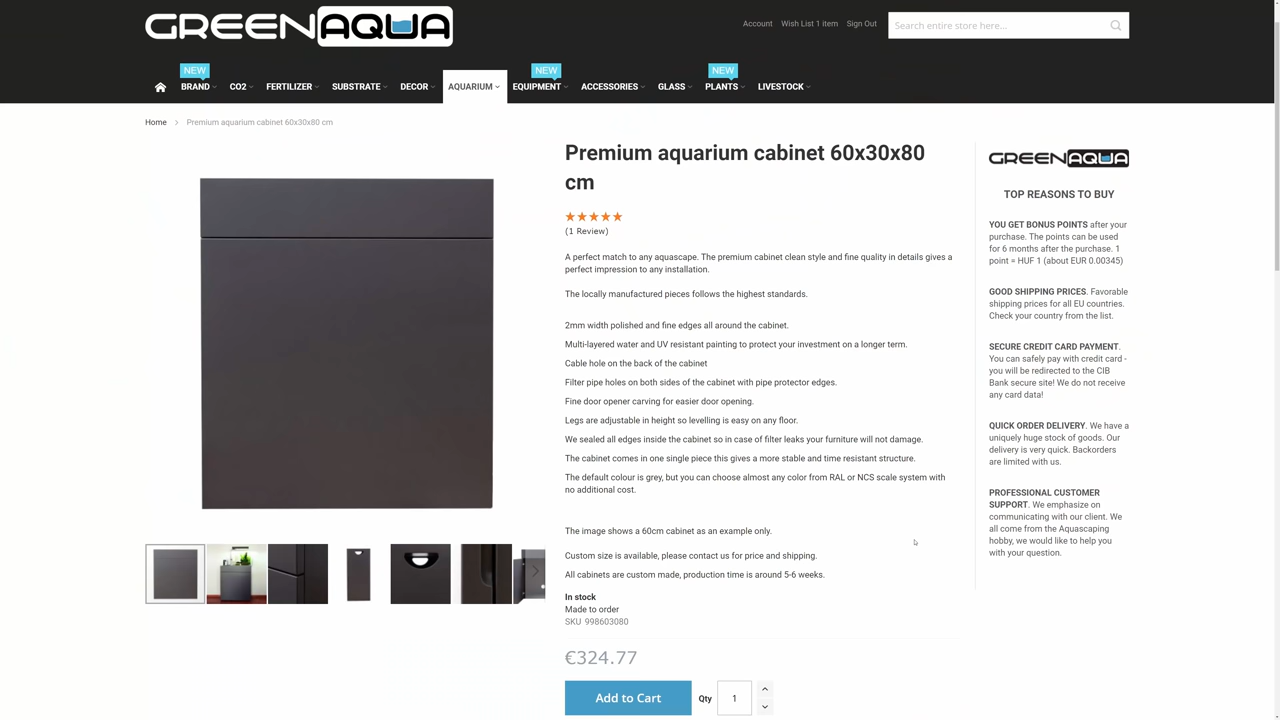 GREENAQUA
Account Wish List 1 item Sign Out
Search entire store here...
NEW NEW NEW
BRAND CO2 FERTILIZER SUBSTRATE DECOR AQUARIUM EQUIPMENT ACCESSORIES GLASS PLANTS LIVESTOCK
Home Premium aquarium cabinet 60x30x80 cm
Premium aquarium cabinet 60x30x80
cm
(1 Review)
A perfect match to any aquascape. The premium cabinet clean style and fine quality in details gives a
perfect impression to any installation.
The locally manufactured pieces follows the highest standards.
2mm width polished and fine edges all around the cabinet.
Multi-layered water and UV resistant painting to protect your investment on a longer term.
Cable hole on the back of the cabinet
Filter pipe holes on both sides of the cabinet with pipe protector edges.
Fine door opener carving for easier door opening.
Legs are adjustable in height so levelling is easy on any floor.
We sealed all edges inside the cabinet so in case of filter leaks your furniture will not damage.
The cabinet comes in one single piece this gives a more stable and time resistant structure.
The default colour is grey, but you can choose almost any color from RAL or NCS scale system with
no additional cost.
The image shows a 60cm cabinet as an example only.
Custom size is available, please contact us for price and shipping.
All cabinets are custom made, production time is around 5-6 weeks.
In stock
Made to order
SKU 998603080
€324.77
Add to Cart Qty 1
GREENAQUA
TOP REASONS TO BUY
YOU GET BONUS POINTS after your
purchase. The points can be used
for 6 months after the purchase. 1
point = HUF 1 (about EUR 0.00345)
GOOD SHIPPING PRICES. Favorable
shipping prices for all EU countries.
Check your country from the list.
SECURE CREDIT CARD PAYMENT.
You can safely pay with credit card -
you will be redirected to the CIB
Bank secure site! We do not receive
any card data!
QUICK ORDER DELIVERY. We have a
uniquely huge stock of goods. Our
delivery is very quick. Backorders
are limited with us.
PROFESSIONAL CUSTOMER
SUPPORT. We emphasize on
communicating with our client. We
all come from the Aquascaping
hobby, we would like to help you
with your question.